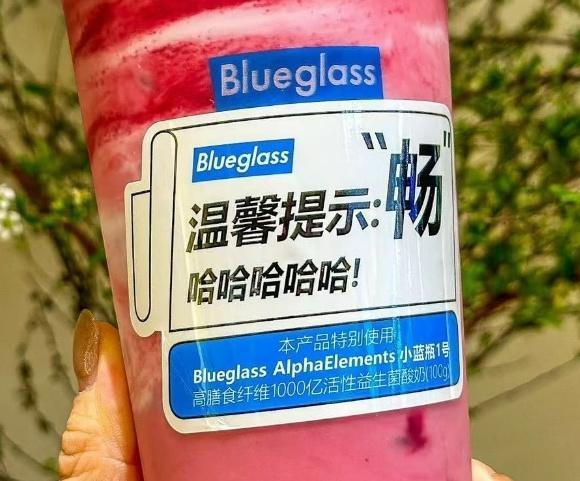 Blueglass
Blueglass
温馨提示:“畅”
哈哈哈哈哈!
本产品特别使用
Blueglass AlphaElements 小蓝瓶1号
高膳食纤维1000亿活性益生菌酸奶(100g)